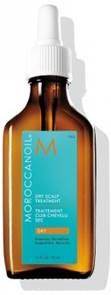 MOROCCANOIL
M
DRY SCALP
TREATMENT
TRAITEMENT
CUIR CHEVELU
SEC
DRY